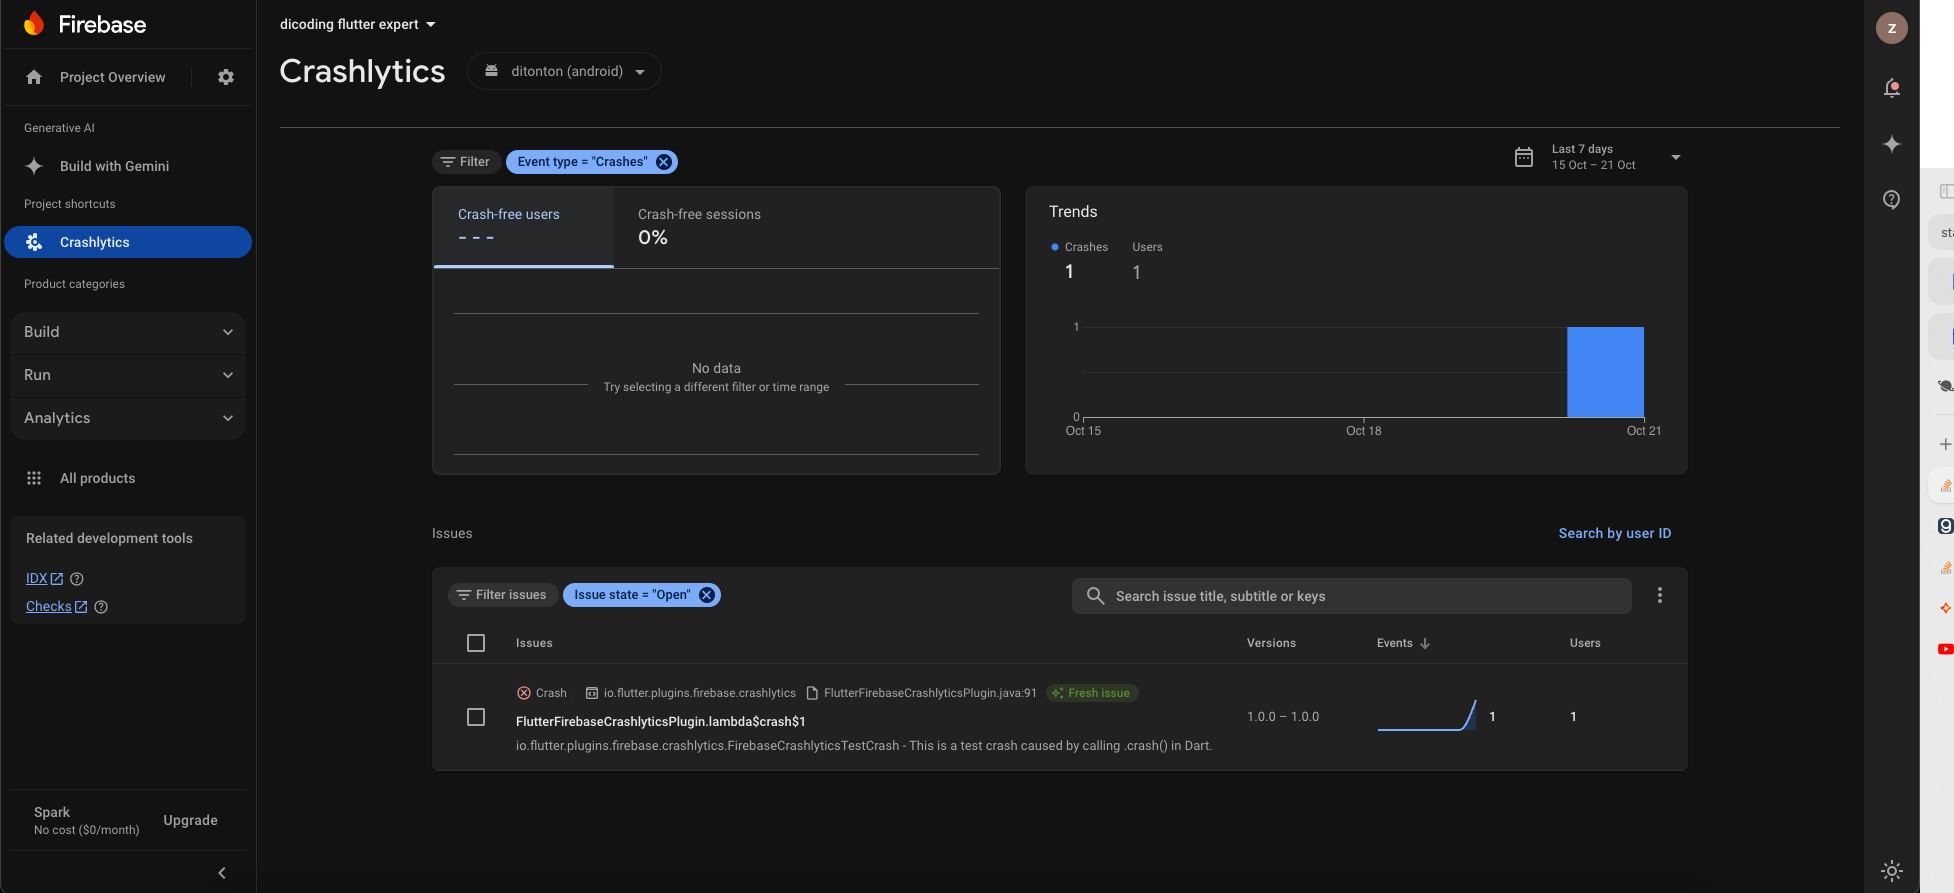 Firebase
Project Overview
Generative AI
Build with Gemini
Project shortcuts
Crashlytics
Product categories
Build
Run
Analytics
All products
Related development tools
IDX
Checks
Spark
No cost ($0/month)
Upgrade
dicoding flutter expert
Crashlytics
ditonton (android)
Filter
Event type = "Crashes"
Last 7 days
15 Oct – 21 Oct
Crash-free users
- - -
Crash-free sessions
0%
No data
Try selecting a different filter or time range
Trends
Crashes
1
Users
1
1
0
Oct 15
Oct 18
Oct 21
Issues
Search by user ID
Filter issues
Issue state = "Open"
Search issue title, subtitle or keys
Issues
Versions
Events
Users
Crash
io.flutter.plugins.firebase.crashlytics
FlutterFirebaseCrashlyticsPlugin.java:91
Fresh issue
FlutterFirebaseCrashlyticsPlugin.lambda$crash$1
io.flutter.plugins.firebase.crashlytics.FirebaseCrashlyticsTestCrash - This is a test crash caused by calling .crash() in Dart.
1.0.0 – 1.0.0
1
1
Z